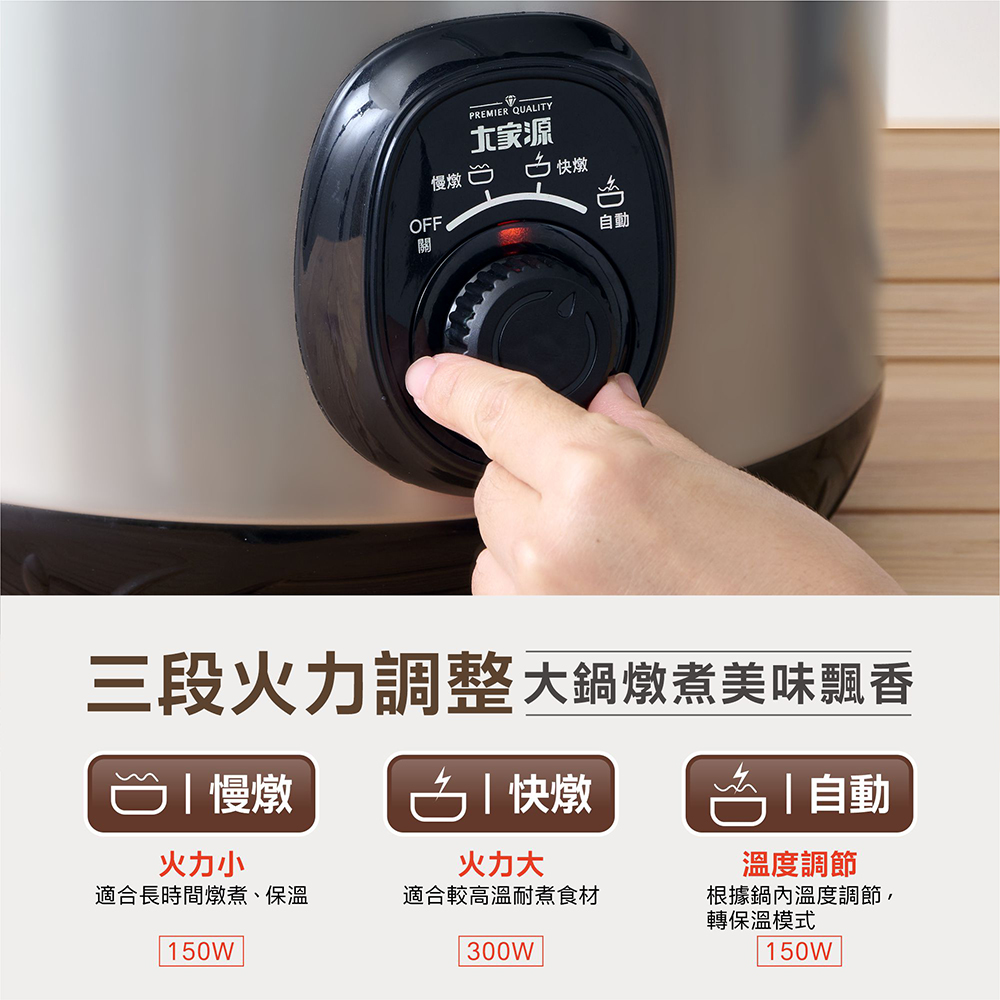 PREMIER QUALITY
大家源
慢燉
快燉
OFF
關
自動
三段火力調整
大鍋燉煮美味飄香
慢燉
快燉
自動
火力小
適合長時間燉煮、保溫
150W
火力大
適合較高溫耐煮食材
300W
溫度調節
根據鍋內溫度調節，
轉保溫模式
150W